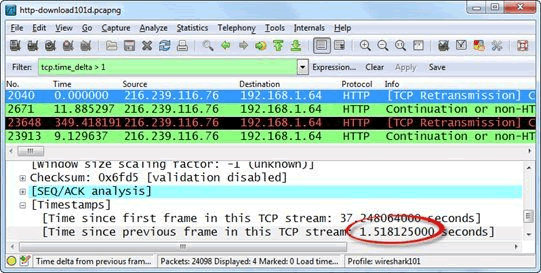 http-download101d.pcapng
File Edit View Go Capture Analyze Statistics Telephony Tools Internals Help
Filter: tcp.time_delta > 1 Expression... Clear Apply Save
No. Time Source Destination Protocol Info
2040 0.000000 216.239.116.76 192.168.1.64 HTTP [TCP Retransmission] C
2671 11.885297 216.239.116.76 192.168.1.64 HTTP Continuation or non-HT
23648 349.418191 216.239.116.76 192.168.1.64 HTTP [TCP Retransmission] C
23913 9.129637 216.239.116.76 192.168.1.64 HTTP Continuation or non-HT
[Window size scaling factor: -1 (unknown)]
Checksum: 0x6fd5 [validation disabled]
[SEQ/ACK analysis]
[Timestamps]
[Time since first frame in this TCP stream: 37.248064000 seconds]
[Time since previous frame in this TCP stream: 1.518125000 seconds]
Time delta from previous frame... Packets: 24098 Displayed: 4 Marked: 0 Load time... Profile: wireshark101